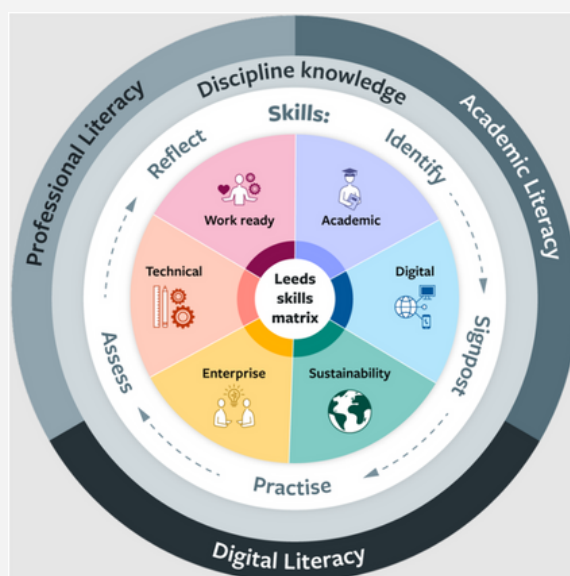 Professional Literacy
Academic Literacy
Digital Literacy
Discipline knowledge
Skills:
Identify
Signpost
Practise
Assess
Reflect
Work ready
Academic
Technical
Digital
Enterprise
Sustainability
Leeds
skills
matrix